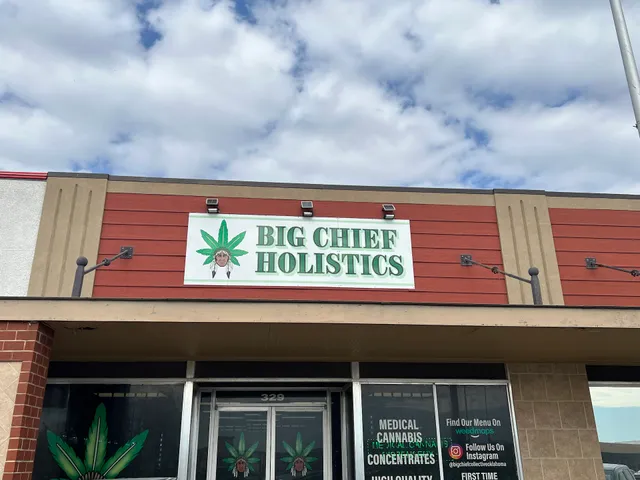 BIG CHIEF
HOLISTICS
329
MEDICAL
CANNABIS
CONCENTRATES
HIGH QUALITY
Find Our Menu On
weedmaps
Follow Us On
Instagram
@bigchiefcollectiveoklahoma
FIRST TIME